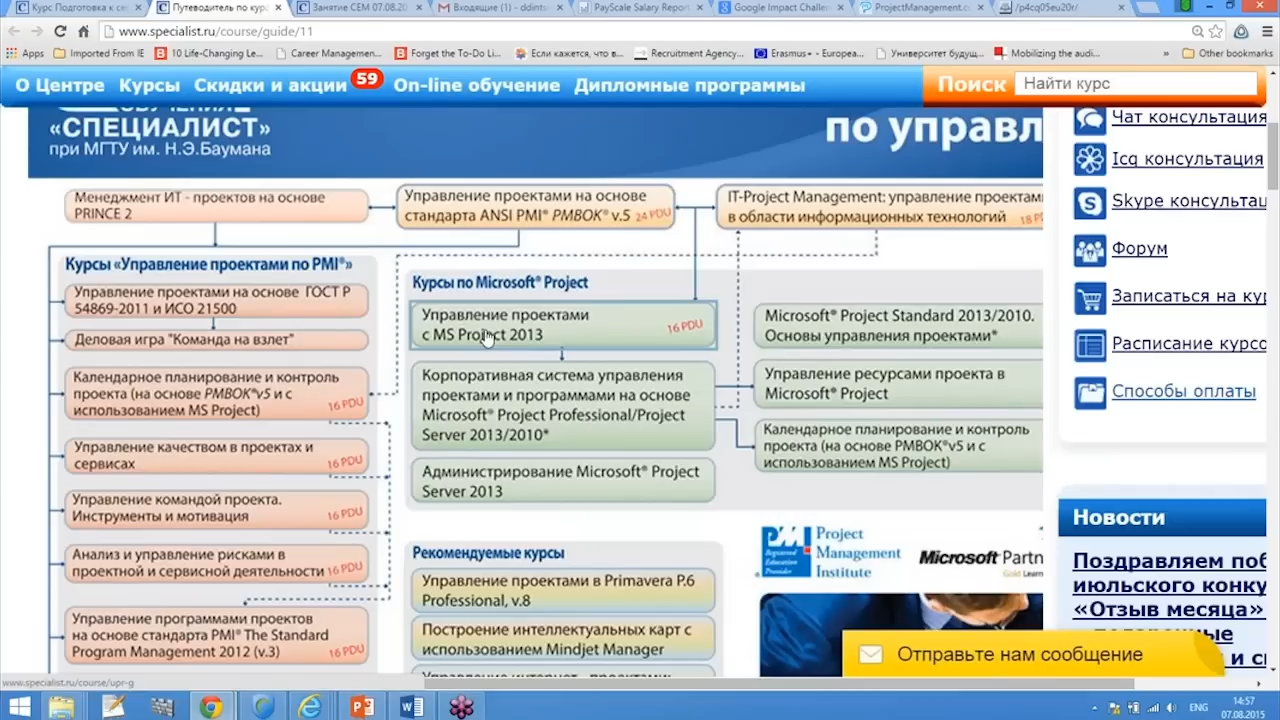 Курс Подготовка к се
Путеводитель по курс
Занятие СЕМ 07.08.20
Входящие (1) - ddints
PayScale Salary Report
Google Impact Challen
ProjectManagement.co
/p4cq05eu20r/
www.specialist.ru/course/guide/11
Apps
Imported From IE
10 Life-Changing Le...
Career Managemen...
Forget the To-Do Li...
Если кажется, что в...
Recruitment Agency...
Erasmus+ - Europea...
Университет будущ...
Mobilizing the audi...
»
Other bookmarks
О Центре
Курсы
Скидки и акции
59
On-line обучение
Дипломные программы
Поиск
Найти курс
ОБУЧЕНИЯ
«СПЕЦИАЛИСТ»
при МГТУ им. Н.Э.Баумана
по управл
Менеджмент ИТ - проектов на основе
PRINCE 2
Управление проектами на основе
стандарта ANSI PMI® PMBOK® v.5 24 PDU
IT-Project Management: управление проектам
в области информационных технологий 18 P
Курсы «Управление проектами по PMI®»
Управление проектами на основе ГОСТ Р
54869-2011 и ИСО 21500
Деловая игра "Команда на взлет"
Календарное планирование и контроль
проекта (на основе PMBOK®v5 и с
использованием MS Project)
16 PDU
Управление качеством в проектах и
сервисах
16 PDU
Управление командой проекта.
Инструменты и мотивация
16 PDU
Анализ и управление рисками в
проектной и сервисной деятельности 16 PDU
Управление программами проектов
на основе стандарта PMI® The Standard
Program Management 2012 (v.3)
16 PDU
Курсы по Microsoft® Project
Управление проектами
с MS Project 2013
16 PDU
Корпоративная система управления
проектами и программами на основе
Microsoft® Project Professional/Project
Server 2013/2010*
Администрирование Microsoft® Project
Server 2013
Microsoft® Project Standard 2013/2010.
Основы управления проектами*
Управление ресурсами проекта в
Microsoft® Project
Календарное планирование и контроль
проекта (на основе PMBOK®v5 и с
использованием MS Project)
Рекомендуемые курсы
Управление проектами в Primavera P.6
Professional, v.8
Построение интеллектуальных карт с
использованием Mindjet Manager
Управление интернет - проектами:
Project
Management
Institute
Microsoft Partn
Gold Learn
Чат консультация
Icq консультация
Skype консультац
Форум
Записаться на кур
Расписание курсо
Способы оплаты
Новости
Поздравляем поб
июльского конку
«Отзыв месяца»
Отправьте нам сообщение
www.specialist.ru/course/upr-g
ENG
14:57
07.08.2015